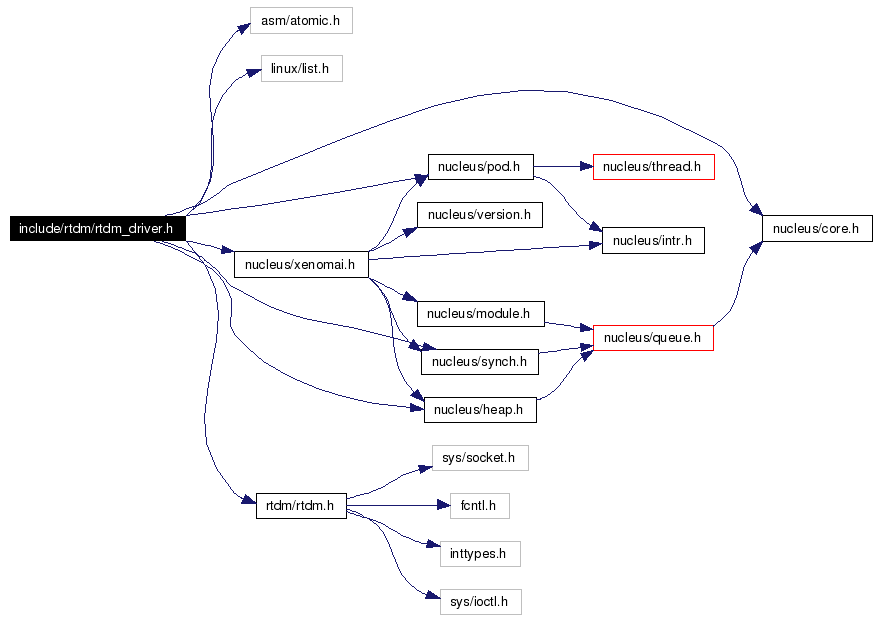 asm/atomic.h
linux/list.h
nucleus/pod.h
nucleus/thread.h
nucleus/version.h
include/rtdm/rtdm_driver.h
nucleus/core.h
nucleus/intr.h
nucleus/xenomai.h
nucleus/module.h
nucleus/queue.h
nucleus/synch.h
nucleus/heap.h
sys/socket.h
rtdm/rtdm.h
fcntl.h
inttypes.h
sys/ioctl.h